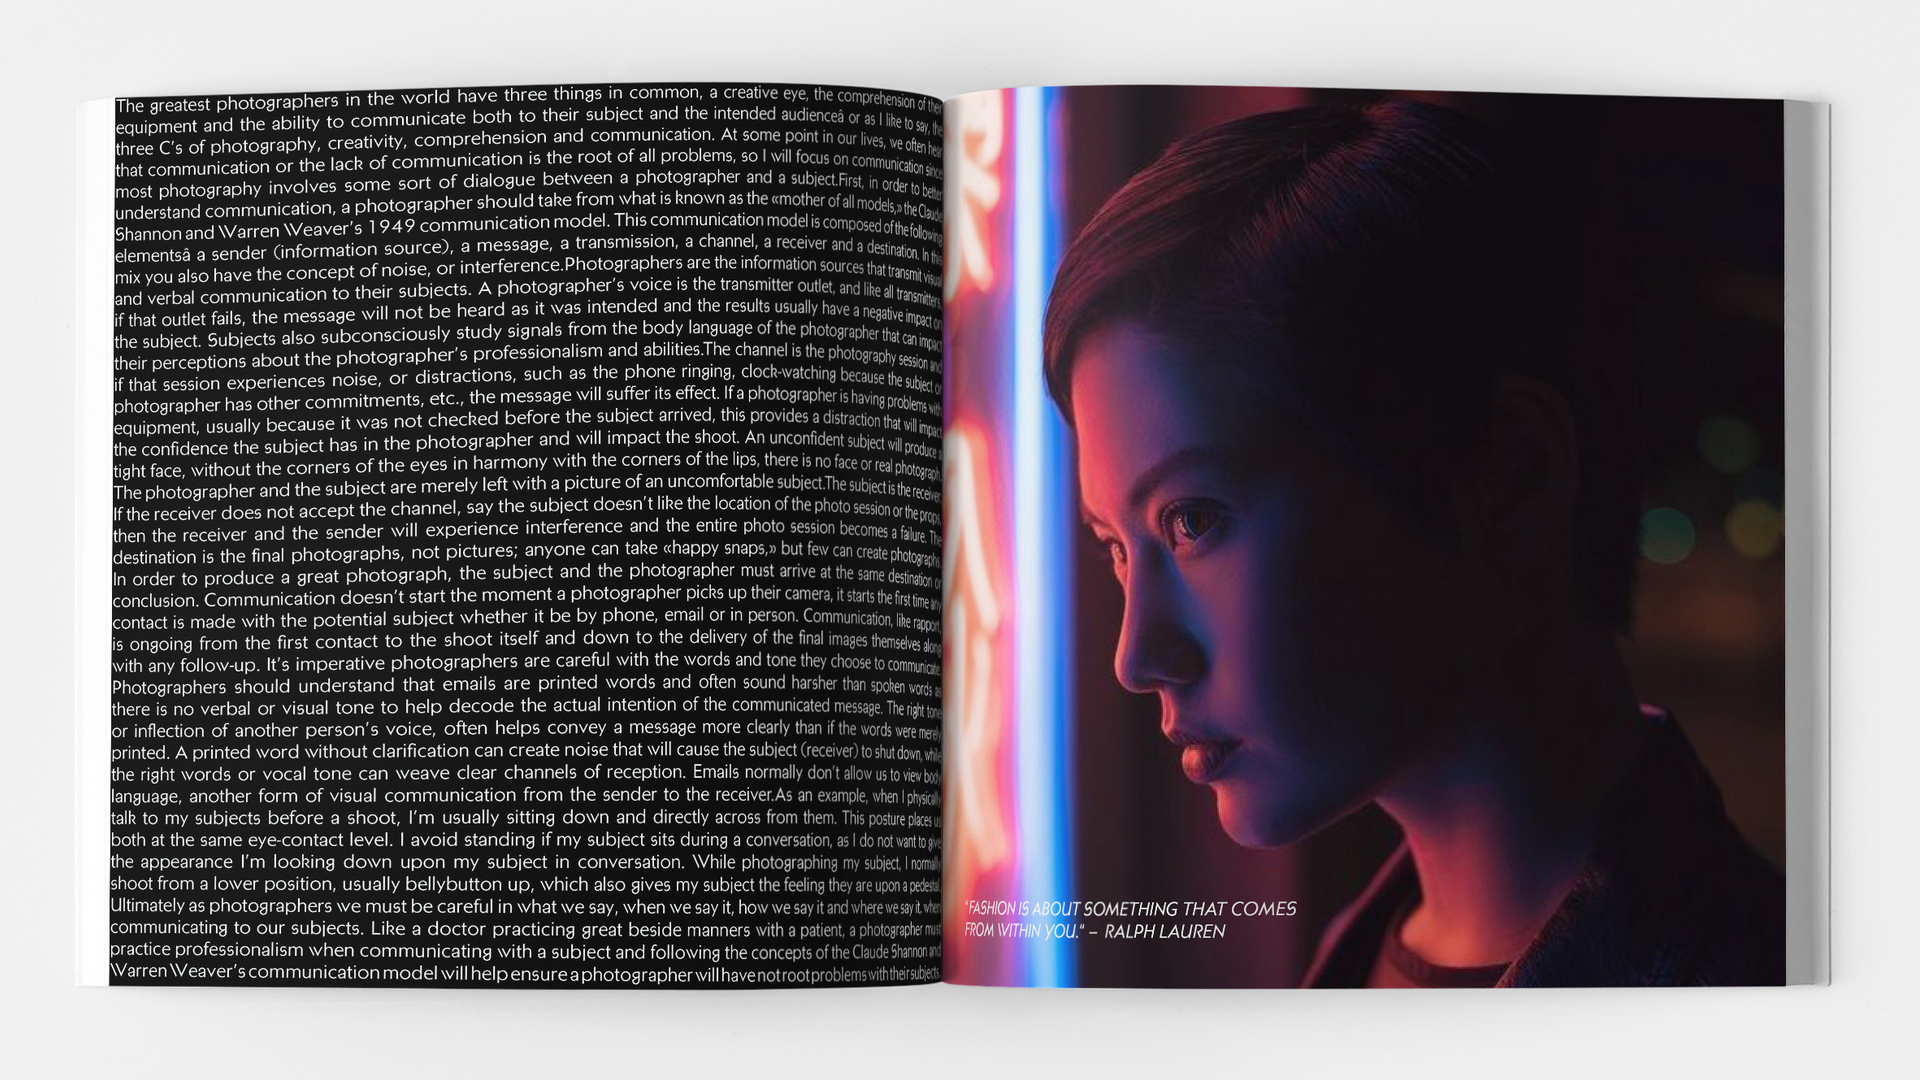 The greatest photographers in the world have three things in common, a creative eye, the comprehension of their
equipment and the ability to communicate both to their subject and the intended audienceâ or as I like to say, the
three C's of photography, creativity, comprehension and communication. At some point in our lives, we often hear
that communication or the lack of communication is the root of all problems, so I will focus on communication since
most photography involves some sort of dialogue between a photographer and a subject.First, in order to better
understand communication, a photographer should take from what is known as the «mother of all models,» the Claude
Shannon and Warren Weaver's 1949 communication model. This communication model is composed of the following
elementsâ a sender (information source), a message, a transmission, a channel, a receiver and a destination. In this
mix you also have the concept of noise, or interference.Photographers are the information sources that transmit visual
and verbal communication to their subjects. A photographer's voice is the transmitter outlet, and like all transmitters,
if that outlet fails, the message will not be heard as it was intended and the results usually have a negative impact on
the subject. Subjects also subconsciously study signals from the body language of the photographer that can impact
their perceptions about the photographer's professionalism and abilities.The channel is the photography session and
if that session experiences noise, or distractions, such as the phone ringing, clock-watching because the subject or
photographer has other commitments, etc., the message will suffer its effect. If a photographer is having problems with
equipment, usually because it was not checked before the subject arrived, this provides a distraction that will impact
the confidence the subject has in the photographer and will impact the shoot. An unconfident subject will produce a
tight face, without the corners of the eyes in harmony with the corners of the lips, there is no face or real photograph.
The photographer and the subject are merely left with a picture of an uncomfortable subject.The subject is the receiver.
If the receiver does not accept the channel, say the subject doesn't like the location of the photo session or the props,
then the receiver and the sender will experience interference and the entire photo session becomes a failure. The
destination is the final photographs, not pictures; anyone can take «happy snaps,» but few can create photographs.
In order to produce a great photograph, the subject and the photographer must arrive at the same destination or
conclusion. Communication doesn't start the moment a photographer picks up their camera, it starts the first time any
contact is made with the potential subject whether it be by phone, email or in person. Communication, like rapport,
is ongoing from the first contact to the shoot itself and down to the delivery of the final images themselves along
with any follow-up. It's imperative photographers are careful with the words and tone they choose to communicate.
Photographers should understand that emails are printed words and often sound harsher than spoken words as
there is no verbal or visual tone to help decode the actual intention of the communicated message. The right tone
or inflection of another person's voice, often helps convey a message more clearly than if the words were merely
printed. A printed word without clarification can create noise that will cause the subject (receiver) to shut down, while
the right words or vocal tone can weave clear channels of reception. Emails normally don't allow us to view body
language, another form of visual communication from the sender to the receiver.As an example, when I physically
talk to my subjects before a shoot, I'm usually sitting down and directly across from them. This posture places us
both at the same eye-contact level. I avoid standing if my subject sits during a conversation, as I do not want to give
the appearance I'm looking down upon my subject in conversation. While photographing my subject, I normally
shoot from a lower position, usually bellybutton up, which also gives my subject the feeling they are upon a pedestal.
Ultimately as photographers we must be careful in what we say, when we say it, how we say it and where we say it, when
communicating to our subjects. Like a doctor practicing great beside manners with a patient, a photographer must
practice professionalism when communicating with a subject and following the concepts of the Claude Shannon and
Warren Weaver's communication model will help ensure a photographer will have not root problems with their subjects.
"FASHION IS ABOUT SOMETHING THAT COMES
FROM WITHIN YOU." – RALPH LAUREN